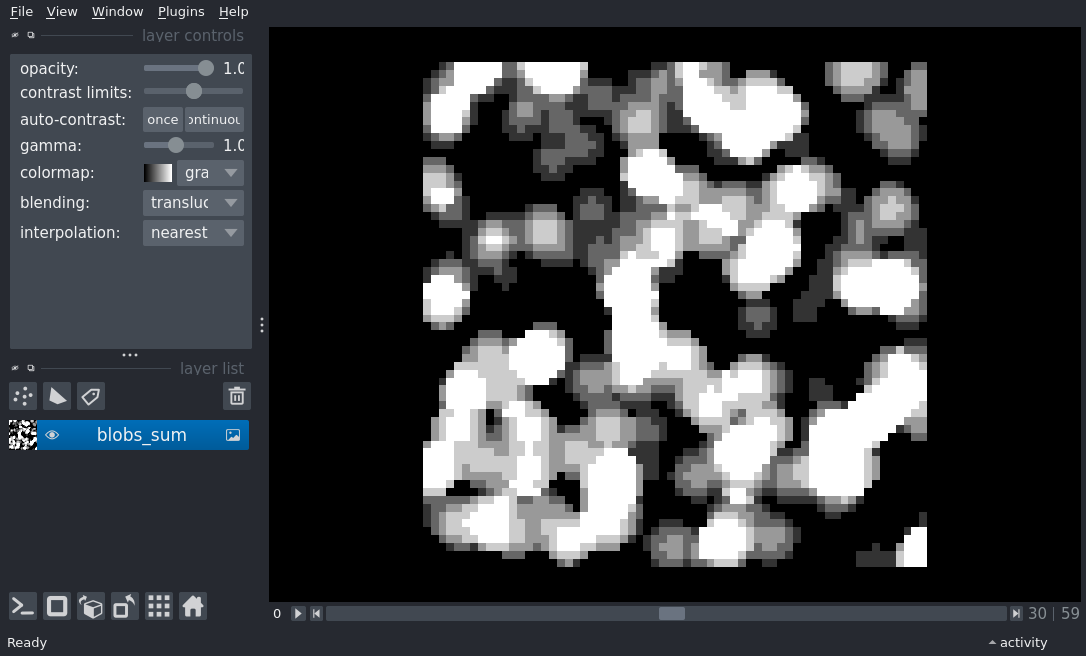 File View Window Plugins Help
layer controls
opacity: 1.0
contrast limits:
auto-contrast: once ontinuou
gamma: 1.0
colormap: gra
blending: transluc
interpolation: nearest
layer list
blobs_sum
0 30 | 59
Ready activity